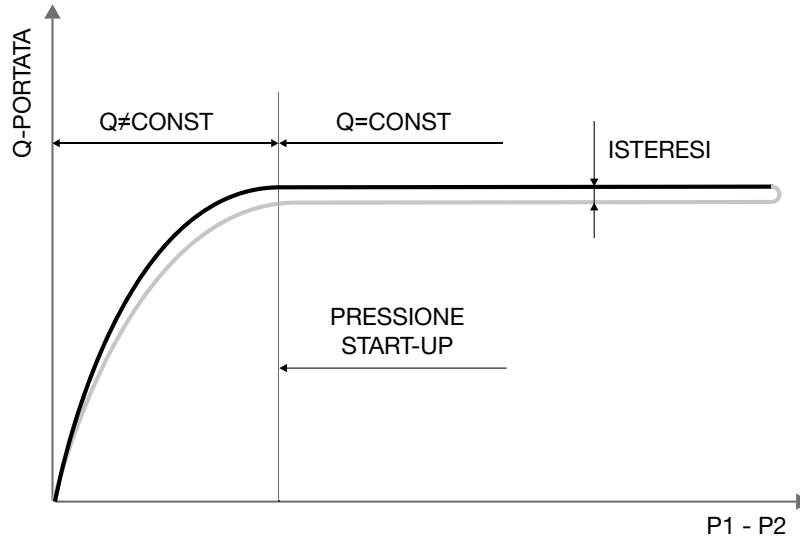 Q-PORTATA
Q≠CONST
Q=CONST
ISTERESI
PRESSIONE
START-UP
P1 - P2